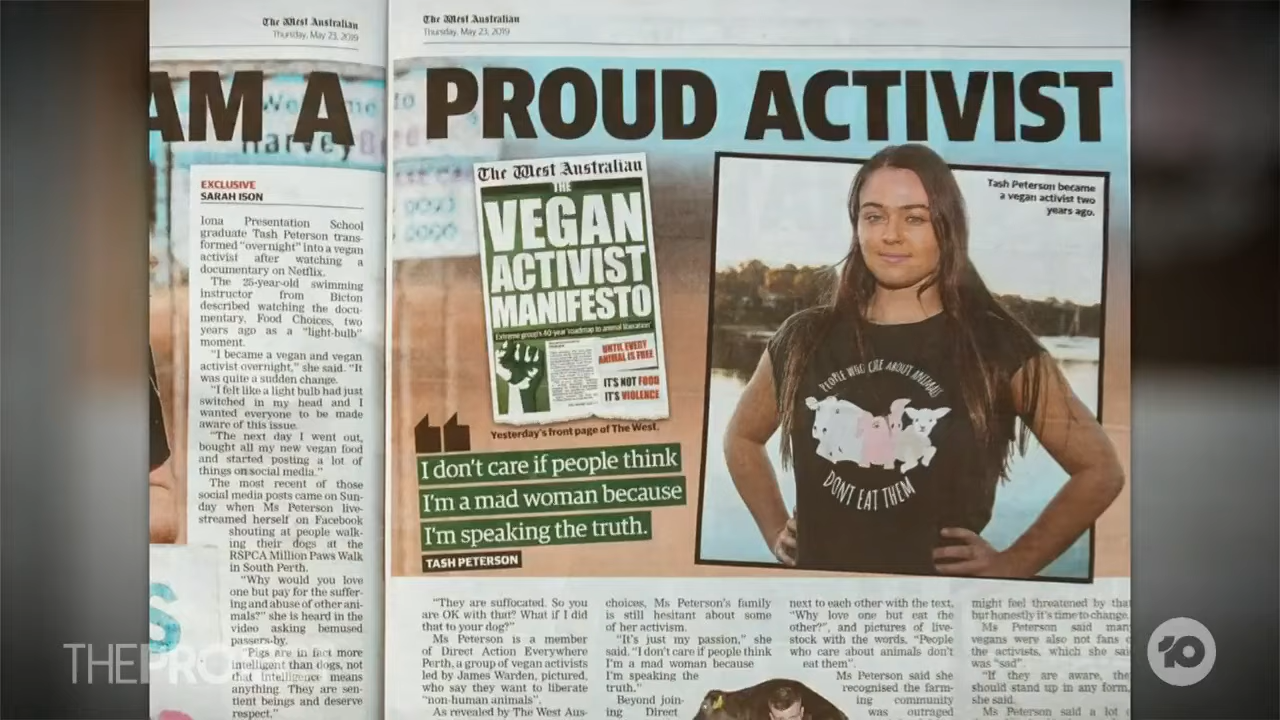 The West Australian
Thursday, May 23, 2019
The West Australian
Thursday, May 23, 2019
AM A PROUD ACTIVIST
EXCLUSIVE
SARAH ISON
Iona Presentation School
graduate Tash Peterson trans-
formed "overnight" into a vegan
activist after watching a
documentary on Netflix.
The 25-year-old swimming
instructor from Bicton
described watching the docu-
mentary, Food Choices, two
years ago as a "light-bulb"
moment.
"I became a vegan and vegan
activist overnight," she said. "It
was quite a sudden change.
"I felt like a light bulb had just
switched in my head and I
wanted everyone to be made
aware of this issue.
"The next day I went out,
bought all my new vegan food
and started posting a lot of
things on social media."
The most recent of those
social media posts came on Sun-
day when Ms Peterson live-
streamed herself on Facebook
shouting at people walk-
ing their dogs at the
RSPCA Million Paws Walk
in South Perth.
"Why would you love
one but pay for the suffer-
ing and abuse of other ani-
mals?" she is heard in the
video asking bemused
passers-by.
"Pigs are in fact more
intelligent than dogs, not
that intelligence means
anything. They are sen-
tient beings and deserve
respect."
The West Australian
THE
VEGAN
ACTIVIST
MANIFESTO
Extreme group's 40-year 'roadmap to animal liberation'
UNTIL EVERY
ANIMAL IS FREE
IT'S NOT FOOD
IT'S VIOLENCE
Yesterday's front page of The West.
I don't care if people think
I'm a mad woman because
I'm speaking the truth.
TASH PETERSON
Tash Peterson became
a vegan activist two
years ago.
PEOPLE WHO CARE ABOUT ANIMALS
DON'T EAT THEM
"They are suffocated. So you
are OK with that? What if I did
that to your dog?"
Ms Peterson is a member
of Direct Action Everywhere
Perth, a group of vegan activists
led by James Warden, pictured,
who say they want to liberate
"non-human animals".
As revealed by The West Aus-
choices, Ms Peterson's family
is still hesitant about some
of her activism.
"It's just my passion," she
said. "I don't care if people think
I'm a mad woman because
I'm speaking the
truth."
Beyond join-
ing Direct
next to each other with the text,
"Why love one but eat the
other?", and pictures of live-
stock with the words, "People
who care about animals don't
eat them".
Ms Peterson said she
recognised the farm-
ing community
was outraged
might feel threatened by that
but honestly it's time to change.
Ms Peterson said many
vegans were also not fans of
the activists, which she said
was "sad".
"If they are aware, they
should stand up in any form,"
she said.
Ms Peterson said a lot
THEPROJ
10